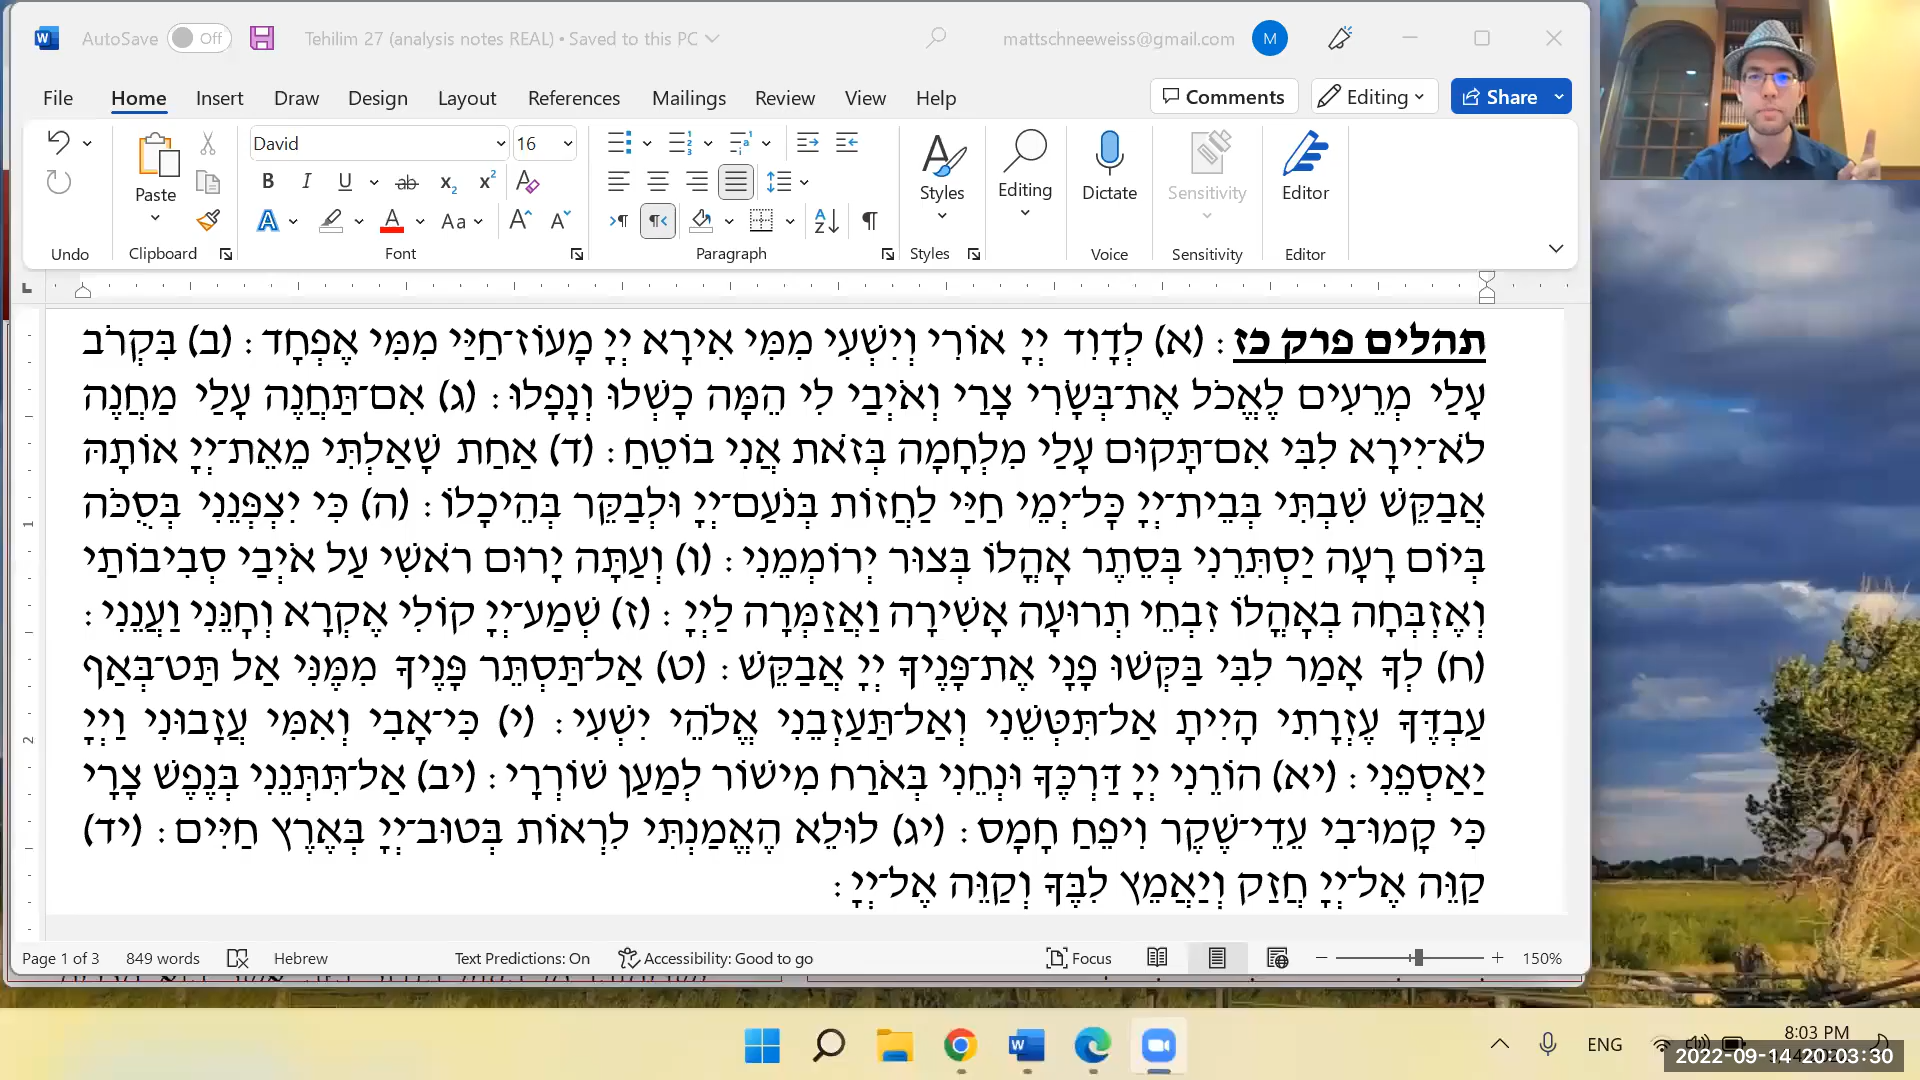 AutoSave Off Tehilim 27 (analysis notes REAL) • Saved to this PC mattschneeweiss@gmail.com M
File Home Insert Draw Design Layout References Mailings Review View Help Comments Editing Share
David 16
Paste Styles Editing Dictate Sensitivity Editor
Undo Clipboard Font Paragraph Styles Voice Sensitivity Editor
תהלים פרק כז : (א) לְדָוִד יְיָ אוֹרִי וְיִשְׁעִי מִמִּי אִירָא יְיָ מָעוֹז־חַיַּי מִמִּי אֶפְחָד : (ב) בִּקְרֹב
עָלַי מְרֵעִים לֶאֱכֹל אֶת־בְּשָׂרִי צָרַי וְאֹיְבַי לִי הֵמָּה כָשְׁלוּ וְנָפָלוּ : (ג) אִם־תַּחֲנֶה עָלַי מַחֲנֶה
לֹא־יִירָא לִבִּי אִם־תָּקוּם עָלַי מִלְחָמָה בְּזֹאת אֲנִי בוֹטֵחַ : (ד) אַחַת שָׁאַלְתִּי מֵאֵת־יְיָ אוֹתָהּ
אֲבַקֵּשׁ שִׁבְתִּי בְּבֵית־יְיָ כָּל־יְמֵי חַיַּי לַחֲזוֹת בְּנֹעַם־יְיָ וּלְבַקֵּר בְּהֵיכָלוֹ : (ה) כִּי יִצְפְּנֵנִי בְּסֻכֹּה
בְּיוֹם רָעָה יַסְתִּרֵנִי בְּסֵתֶר אָהֳלוֹ בְּצוּר יְרוֹמְמֵנִי : (ו) וְעַתָּה יָרוּם רֹאשִׁי עַל אֹיְבַי סְבִיבוֹתַי
וְאֶזְבְּחָה בְאָהֳלוֹ זִבְחֵי תְרוּעָה אָשִׁירָה וַאֲזַמְּרָה לַיְיָ : (ז) שְׁמַע־יְיָ קוֹלִי אֶקְרָא וְחָנֵּנִי וַעֲנֵנִי :
(ח) לְךָ אָמַר לִבִּי בַּקְּשׁוּ פָנָי אֶת־פָּנֶיךָ יְיָ אֲבַקֵּשׁ : (ט) אַל־תַּסְתֵּר פָּנֶיךָ מִמֶּנִּי אַל תַּט־בְּאַף
עַבְדֶּךָ עֶזְרָתִי הָיִיתָ אַל־תִּטְּשֵׁנִי וְאַל־תַּעַזְבֵנִי אֱלֹהֵי יִשְׁעִי : (י) כִּי־אָבִי וְאִמִּי עֲזָבוּנִי וַיְיָ
יַאַסְפֵנִי : (יא) הוֹרֵנִי יְיָ דַּרְכֶּךָ וּנְחֵנִי בְּאֹרַח מִישׁוֹר לְמַעַן שׁוֹרְרָי : (יב) אַל־תִּתְּנֵנִי בְּנֶפֶשׁ צָרָי
כִּי קָמוּ־בִי עֵדֵי־שֶׁקֶר וִיפֵחַ חָמָס : (יג) לוּלֵא הֶאֱמַנְתִּי לִרְאוֹת בְּטוּב־יְיָ בְּאֶרֶץ חַיִּים : (יד)
קַוֵּה אֶל־יְיָ חֲזַק וְיַאֲמֵץ לִבֶּךָ וְקַוֵּה אֶל־יְיָ :
Page 1 of 3 849 words Hebrew Text Predictions: On Accessibility: Good to go Focus 150%
ENG 8:03 PM
2022-09-14 20:03:30